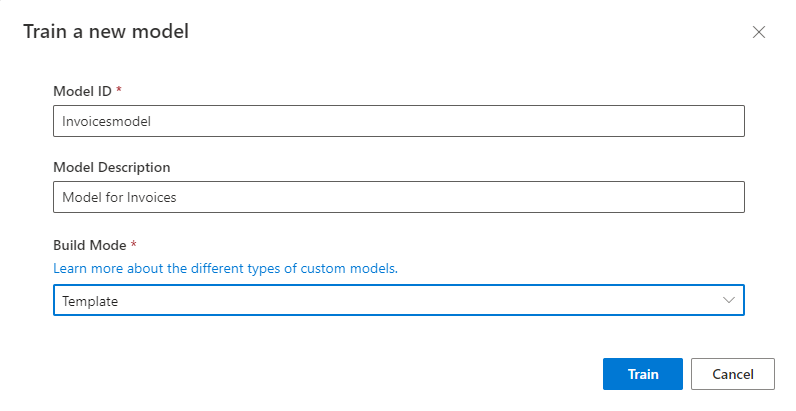 Train a new model
Model ID *
Invoicesmodel
Model Description
Model for Invoices
Build Mode *
Learn more about the different types of custom models.
Template
Train Cancel